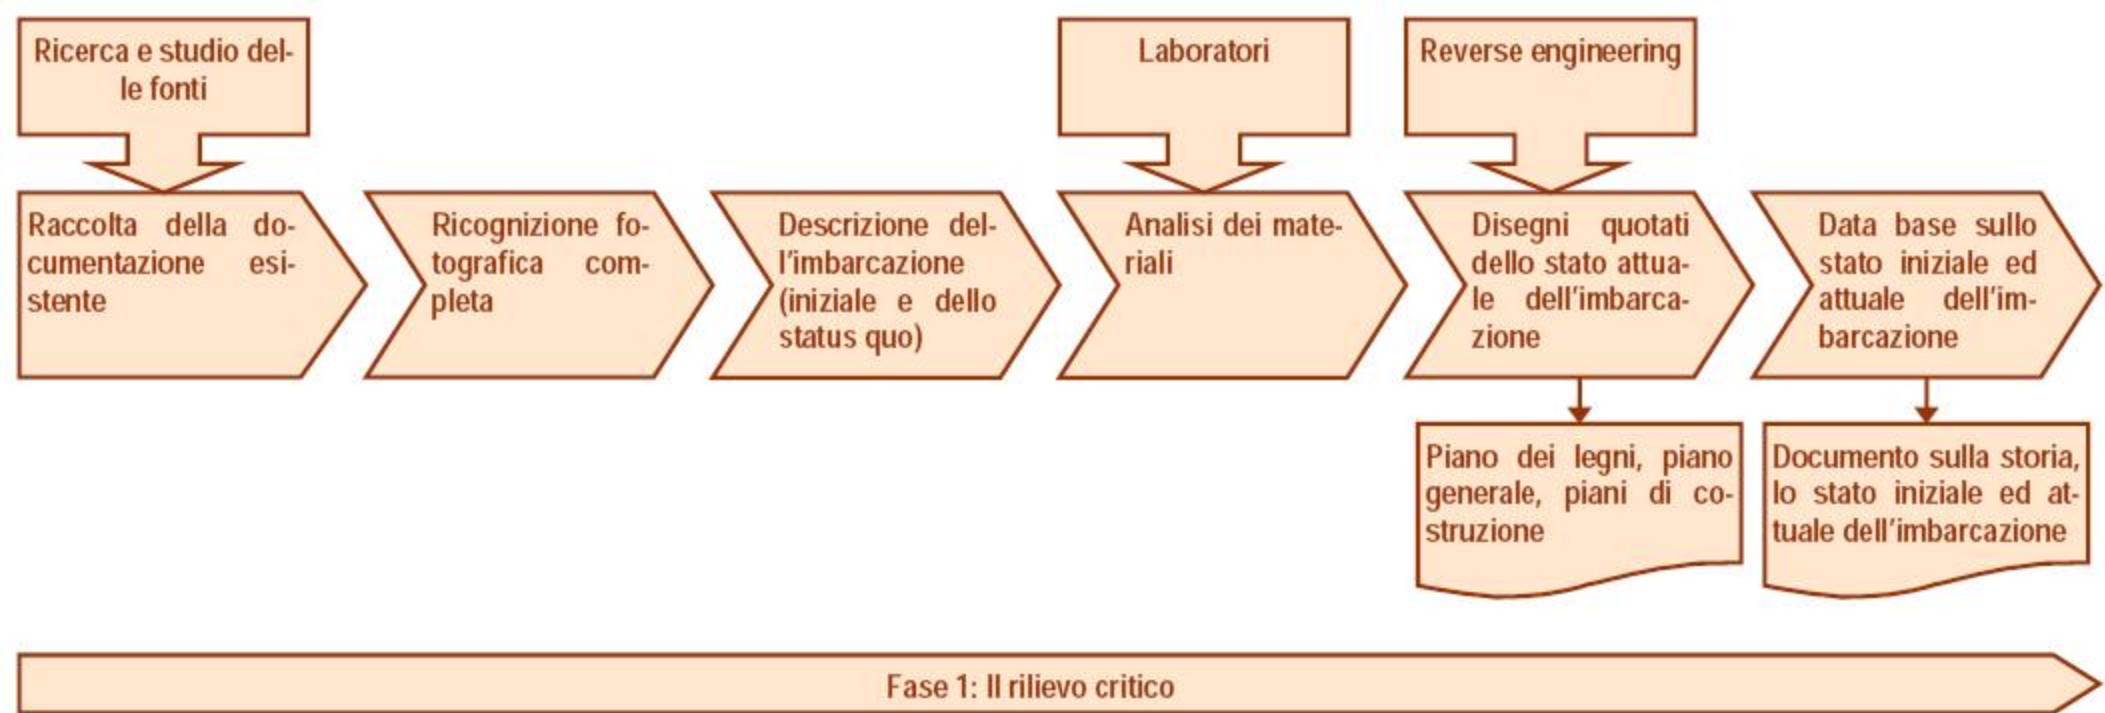 Ricerca e studio del-
le fonti
Laboratori
Reverse engineering
Raccolta della do-
cumentazione esi-
stente
Ricognizione fo-
tografica com-
pleta
Descrizione del-
l'imbarcazione
(iniziale e dello
status quo)
Analisi dei mate-
riali
Disegni quotati
dello stato attua-
le dell'imbarca-
zione
Data base sullo
stato iniziale ed
attuale dell'im-
barcazione
Piano dei legni, piano
generale, piani di co-
struzione
Documento sulla storia,
lo stato iniziale ed at-
tuale dell'imbarcazione
Fase 1: Il rilievo critico